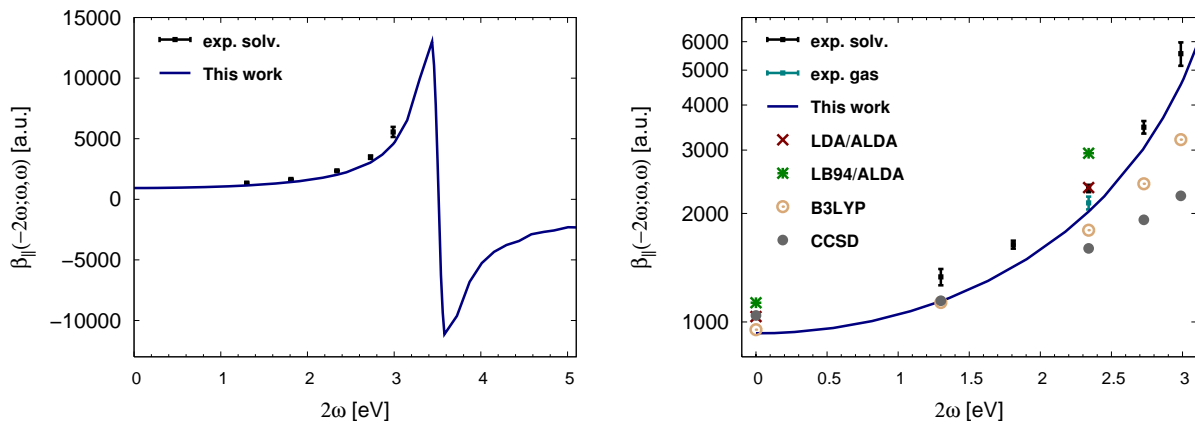 β||(−2ω;ω,ω) [a.u.]
15000
10000
5000
0
−5000
−10000
exp. solv.
This work
0
1
2
3
4
5
2ω [eV]
β||(−2ω;ω,ω) [a.u.]
6000
5000
4000
3000
2000
1000
exp. solv.
exp. gas
This work
LDA/ALDA
LB94/ALDA
B3LYP
CCSD
0
0.5
1
1.5
2
2.5
3
2ω [eV]